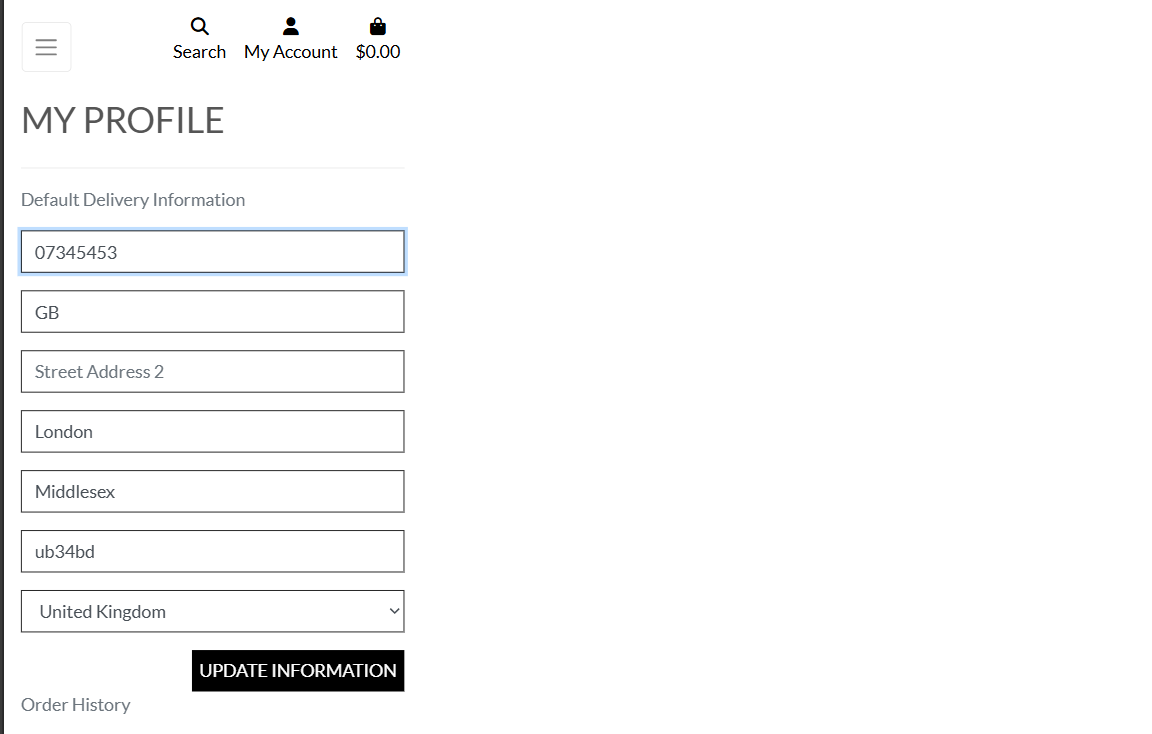 Search My Account $0.00
MY PROFILE
Default Delivery Information
07345453
GB
Street Address 2
London
Middlesex
ub34bd
United Kingdom
UPDATE INFORMATION
Order History